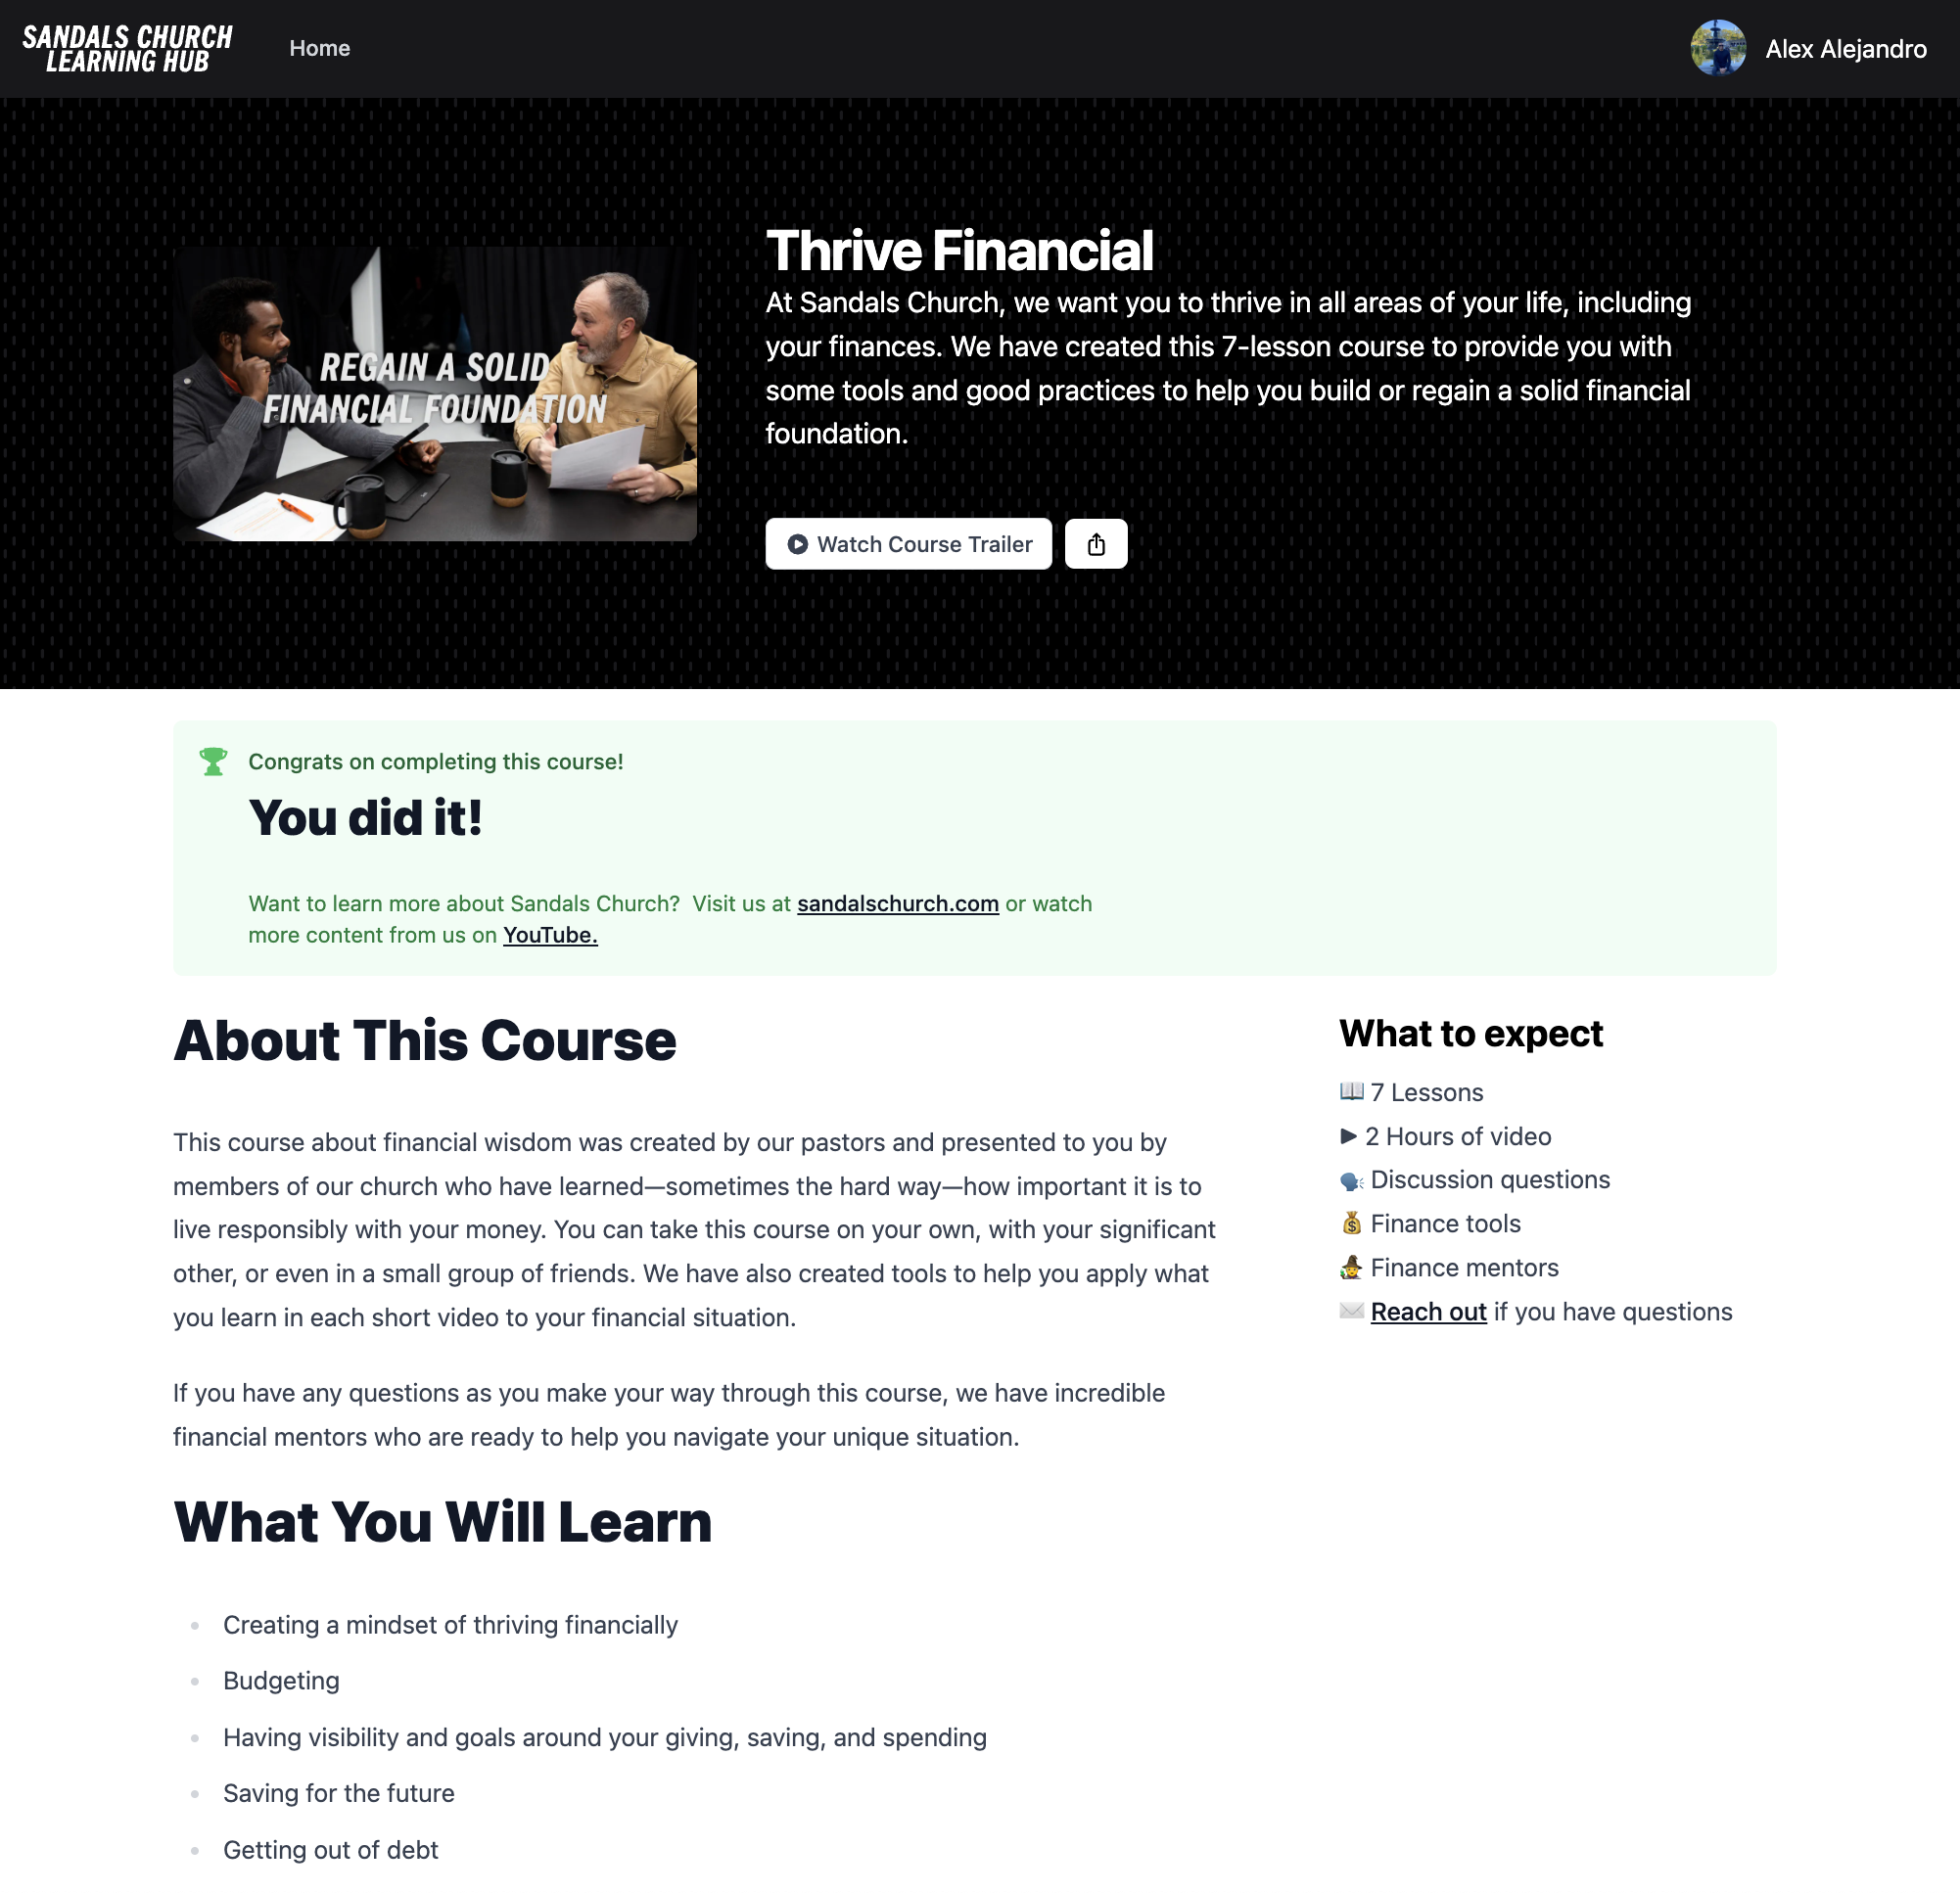 SANDALS CHURCH
LEARNING HUB
Home
Alex Alejandro
REGAIN A SOLID
FINANCIAL FOUNDATION
Thrive Financial
At Sandals Church, we want you to thrive in all areas of your life, including
your finances. We have created this 7-lesson course to provide you with
some tools and good practices to help you build or regain a solid financial
foundation.
Watch Course Trailer
Congrats on completing this course!
You did it!
Want to learn more about Sandals Church?  Visit us at sandalschurch.com or watch
more content from us on YouTube.
About This Course
This course about financial wisdom was created by our pastors and presented to you by
members of our church who have learned—sometimes the hard way—how important it is to
live responsibly with your money. You can take this course on your own, with your significant
other, or even in a small group of friends. We have also created tools to help you apply what
you learn in each short video to your financial situation.
If you have any questions as you make your way through this course, we have incredible
financial mentors who are ready to help you navigate your unique situation.
What You Will Learn
Creating a mindset of thriving financially
Budgeting
Having visibility and goals around your giving, saving, and spending
Saving for the future
Getting out of debt
What to expect
📖 7 Lessons
▶ 2 Hours of video
🗣 Discussion questions
💰 Finance tools
Finance mentors
✉ Reach out if you have questions